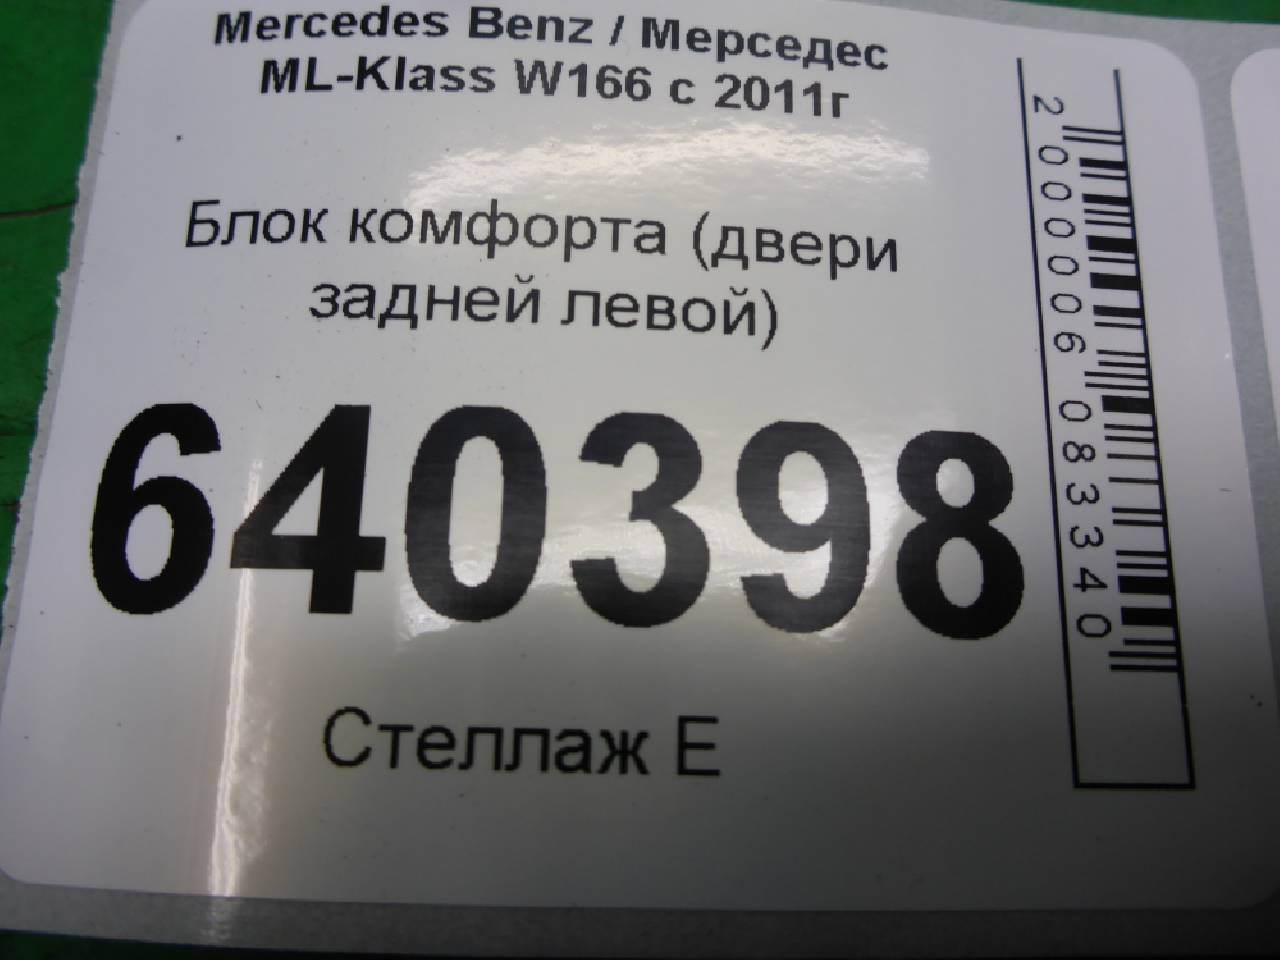 Mercedes Benz / Мерседес
ML-Klass W166 с 2011г
Блок комфорта (двери
задней левой)
640398
Стеллаж Е
2000006083340